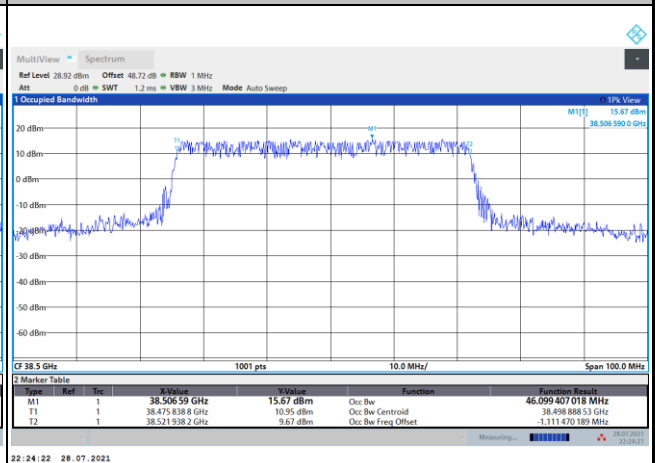 MultiView Spectrum
Ref Level 28.92 dBm Offset 48.72 dB RBW 1 MHz
Att 0 dB SWT 1.2 ms VBW 3 MHz Mode Auto Sweep
1 Occupied Bandwidth 1Pk View
M1[1] 15.67 dBm
38.506 590 0 GHz
20 dBm
M1
T1 T2
10 dBm
0 dBm
-10 dBm
-20 dBm
-30 dBm
-40 dBm
-50 dBm
-60 dBm
CF 38.5 GHz 1001 pts 10.0 MHz/ Span 100.0 MHz
2 Marker Table
Type Ref Trc X-Value Y-Value Function Function Result
M1 1 38.506 59 GHz 15.67 dBm Occ Bw 46.099 407 018 MHz
T1 1 38.475 838 8 GHz 10.95 dBm Occ Bw Centroid 38.498 888 53 GHz
T2 1 38.521 938 2 GHz 9.67 dBm Occ Bw Freq Offset -1.111 470 189 MHz
Measuring... 28.07.2021
22:24:21
22:24:22 28.07.2021